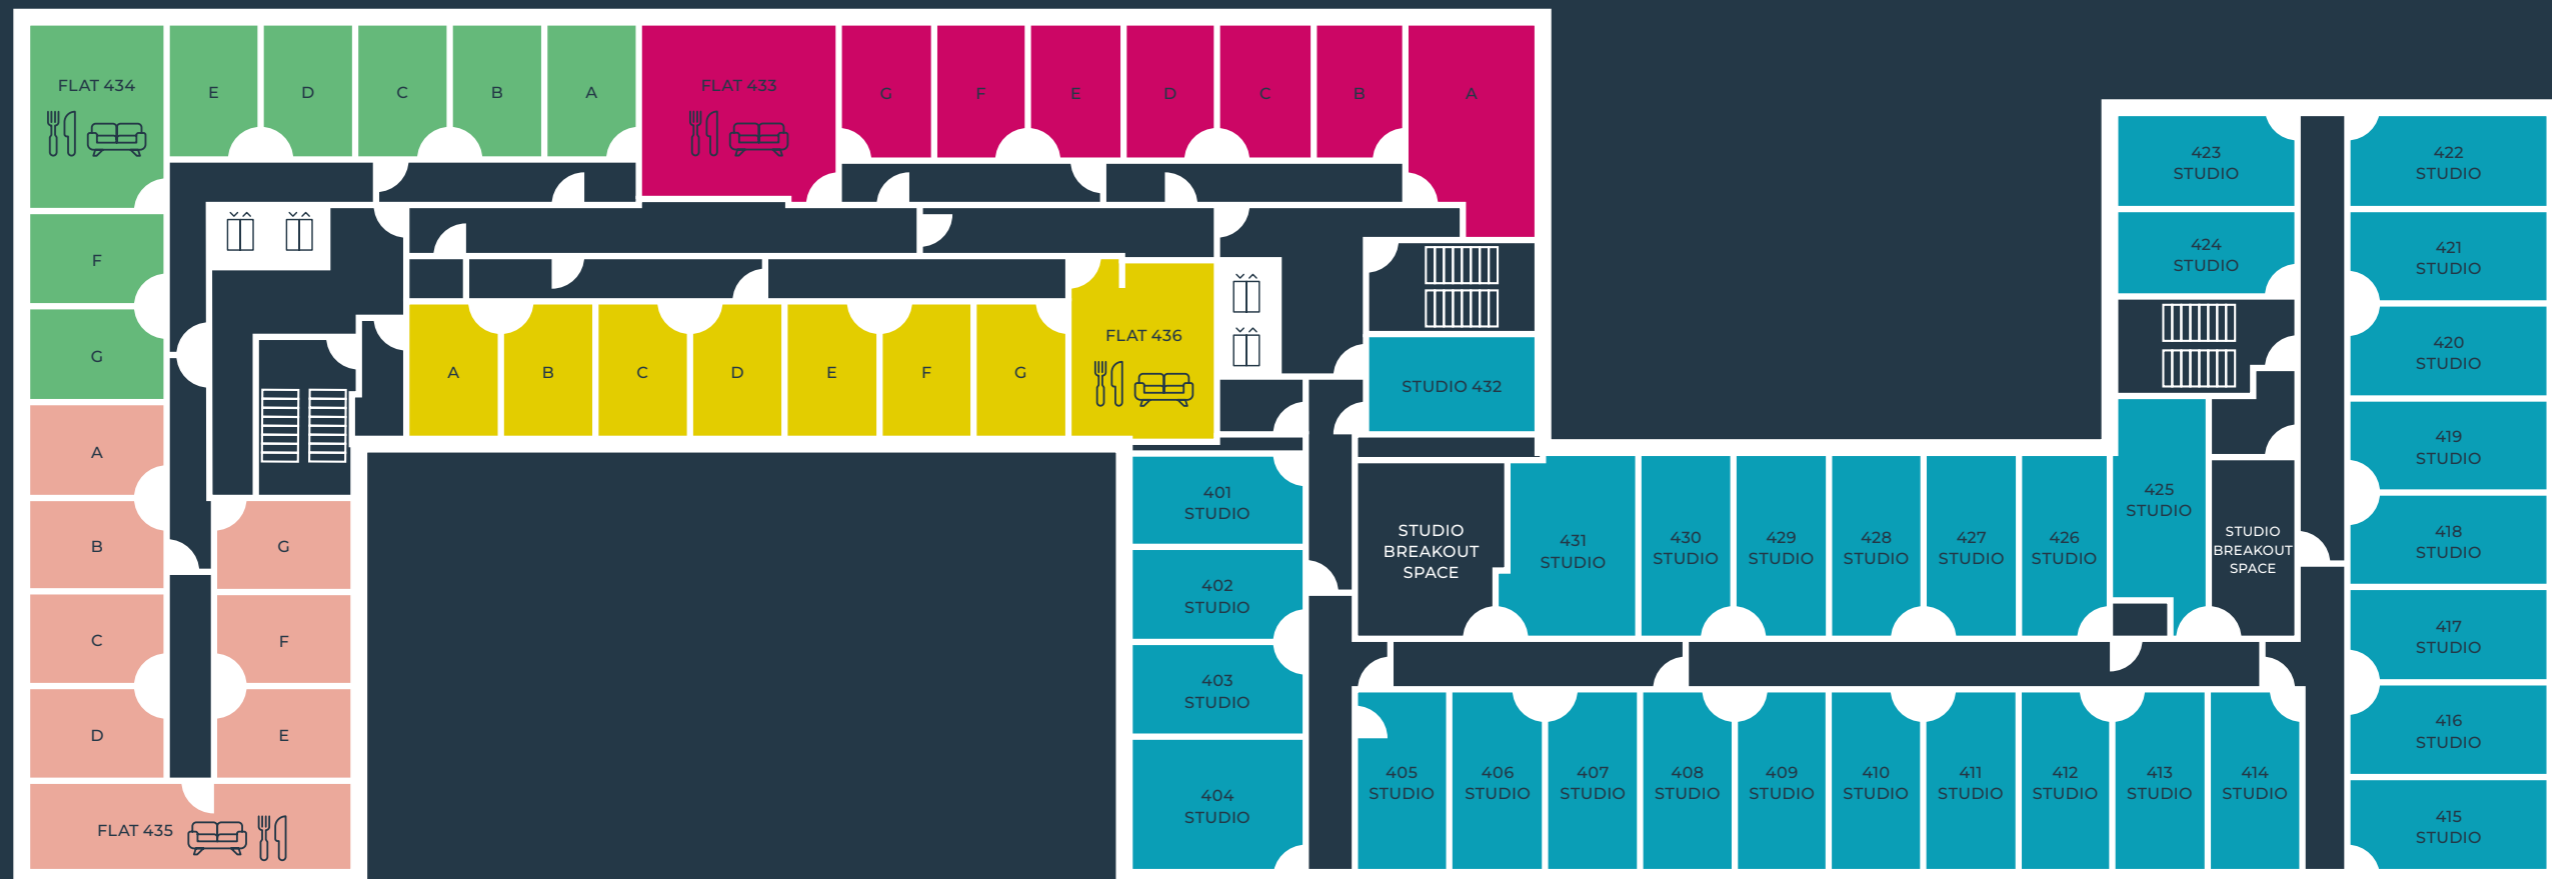 FLAT 434
E
D
C
B
A
FLAT 433
G
F
E
D
C
B
A
F
G
A
B
C
D
G
F
E
FLAT 435
A
B
C
D
E
F
G
FLAT 436
STUDIO 432
401
STUDIO
402
STUDIO
403
STUDIO
404
STUDIO
STUDIO
BREAKOUT
SPACE
431
STUDIO
430
STUDIO
429
STUDIO
428
STUDIO
427
STUDIO
426
STUDIO
425
STUDIO
STUDIO
BREAKOUT
SPACE
405
STUDIO
406
STUDIO
407
STUDIO
408
STUDIO
409
STUDIO
410
STUDIO
411
STUDIO
412
STUDIO
413
STUDIO
414
STUDIO
423
STUDIO
424
STUDIO
422
STUDIO
421
STUDIO
420
STUDIO
419
STUDIO
418
STUDIO
417
STUDIO
416
STUDIO
415
STUDIO